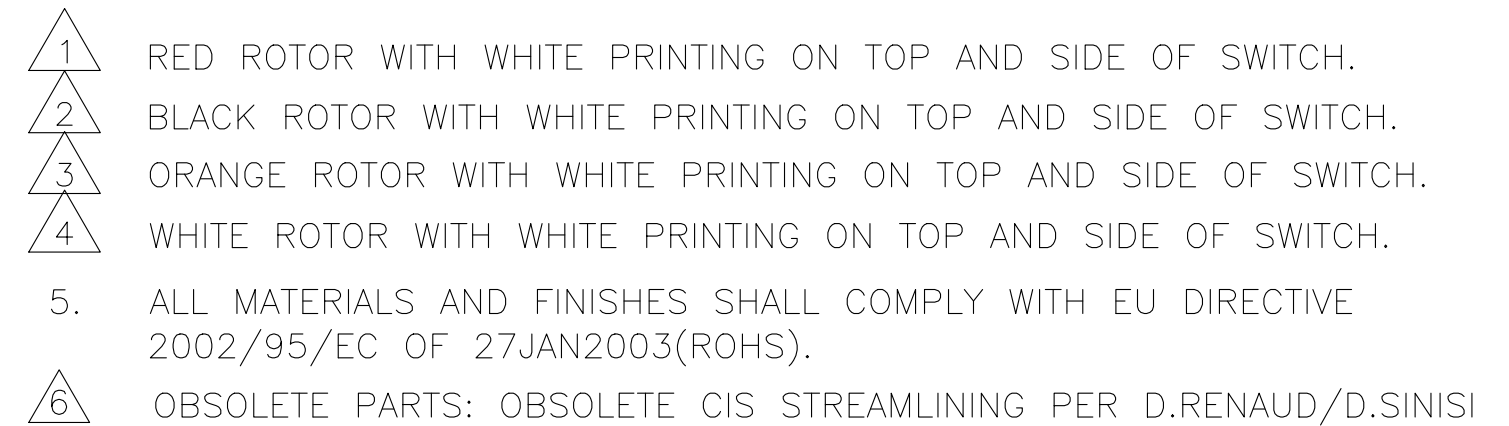 1 RED ROTOR WITH WHITE PRINTING ON TOP AND SIDE OF SWITCH.
2 BLACK ROTOR WITH WHITE PRINTING ON TOP AND SIDE OF SWITCH.
3 ORANGE ROTOR WITH WHITE PRINTING ON TOP AND SIDE OF SWITCH.
4 WHITE ROTOR WITH WHITE PRINTING ON TOP AND SIDE OF SWITCH.
5. ALL MATERIALS AND FINISHES SHALL COMPLY WITH EU DIRECTIVE
2002/95/EC OF 27JAN2003(ROHS).
6 OBSOLETE PARTS: OBSOLETE CIS STREAMLINING PER D.RENAUD/D.SINISI